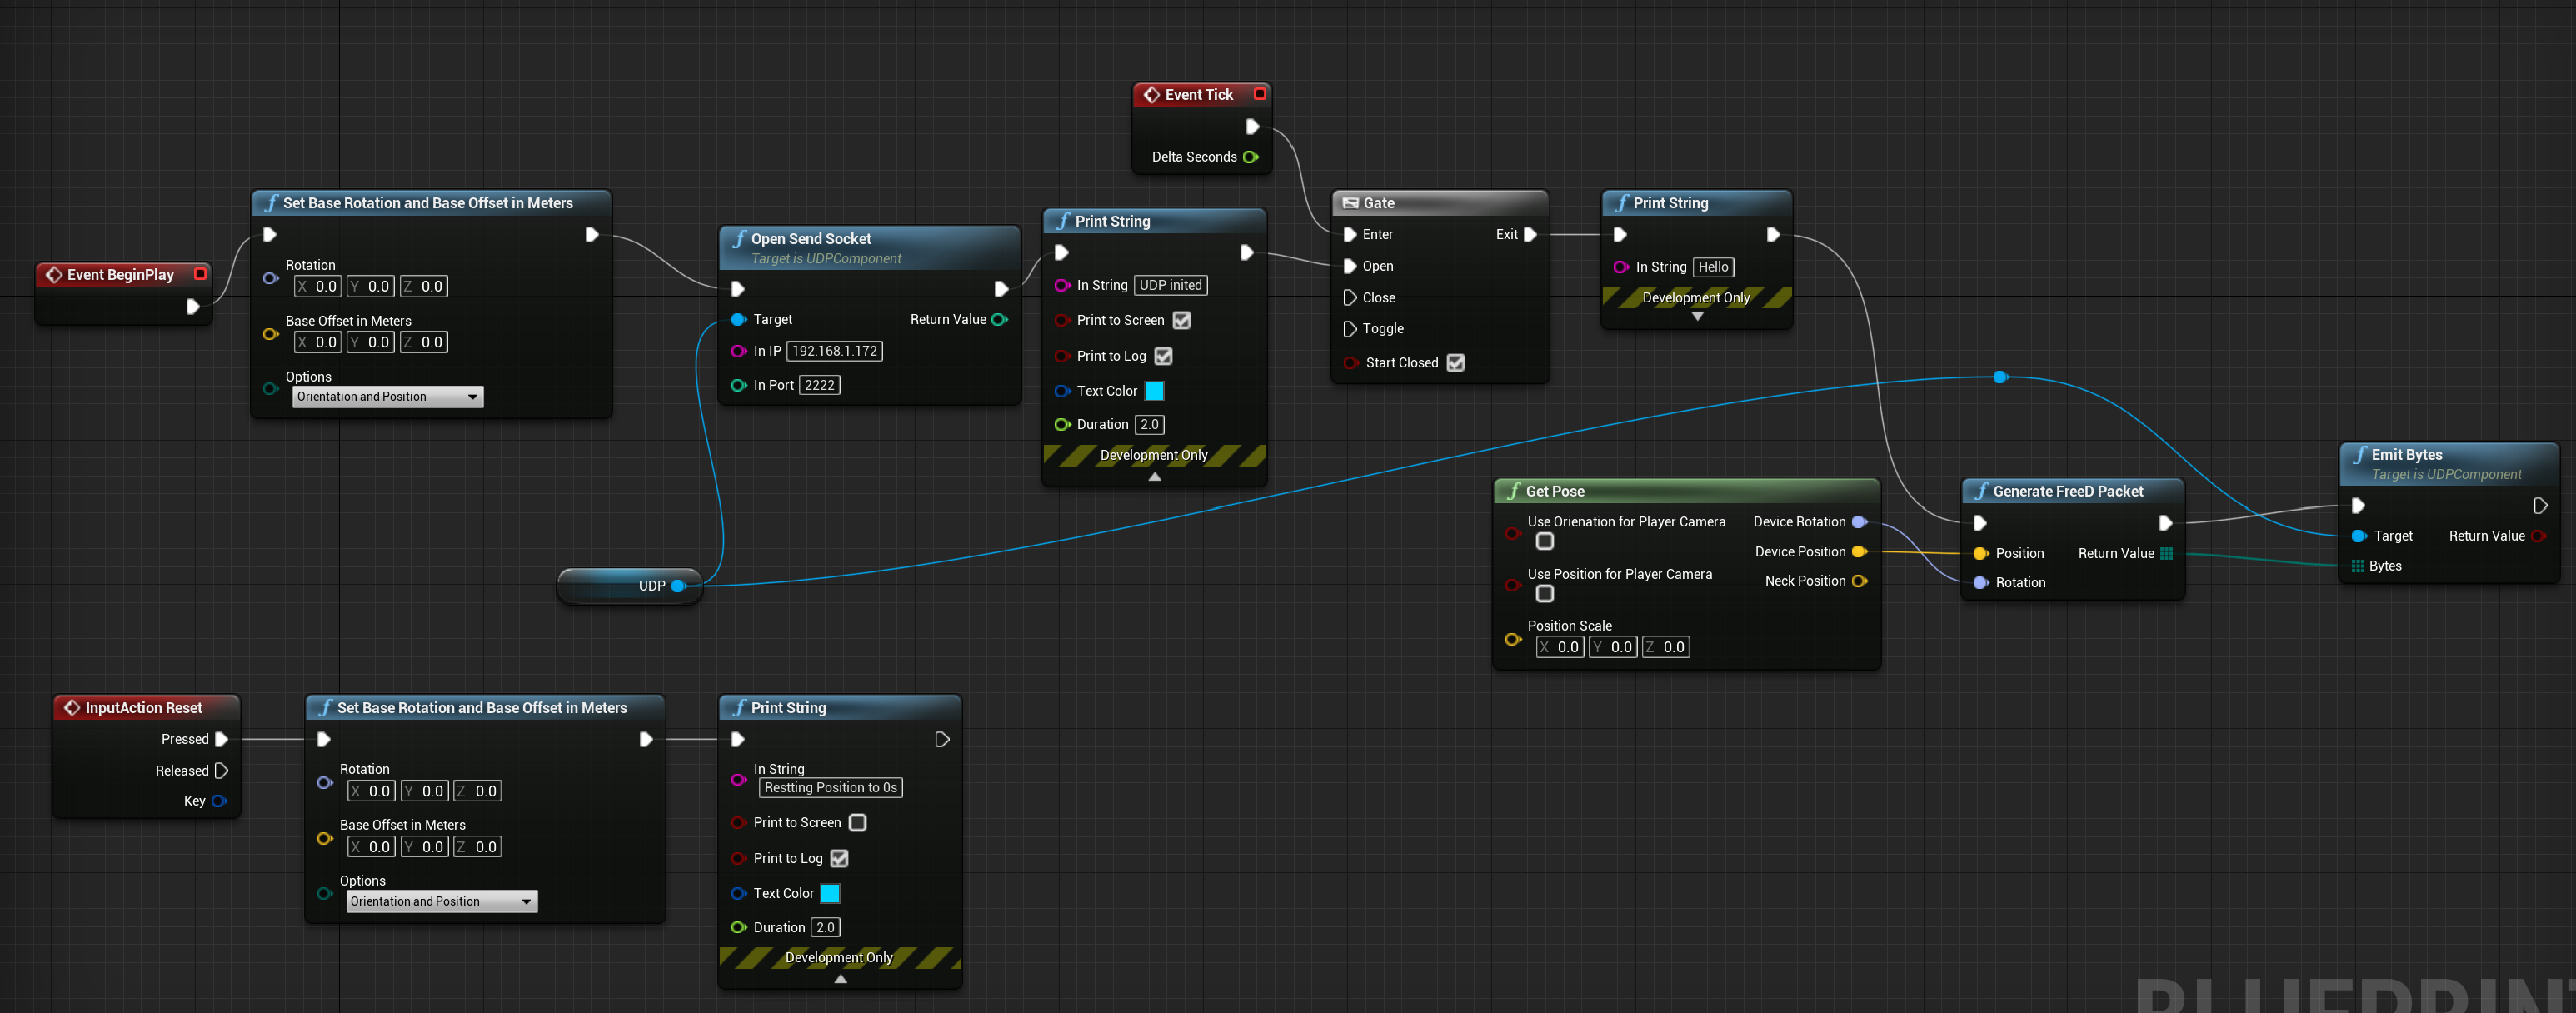 Event Tick
Delta Seconds
Event BeginPlay
Set Base Rotation and Base Offset in Meters
Rotation
X 0.0 Y 0.0 Z 0.0
Base Offset in Meters
X 0.0 Y 0.0 Z 0.0
Options
Orientation and Position
Open Send Socket
Target is UDPComponent
Target Return Value
In IP 192.168.1.172
In Port 2222
Print String
In String UDP inited
Print to Screen
Print to Log
Text Color
Duration 2.0
Development Only
Gate
Enter Exit
Open
Close
Toggle
Start Closed
Print String
In String Hello
Development Only
UDP
Get Pose
Use Orienation for Player Camera Device Rotation
Device Position
Use Position for Player Camera Neck Position
Position Scale
X 0.0 Y 0.0 Z 0.0
Generate FreeD Packet
Position Return Value
Rotation
Emit Bytes
Target is UDPComponent
Target Return Value
Bytes
InputAction Reset
Pressed
Released
Key
Set Base Rotation and Base Offset in Meters
Rotation
X 0.0 Y 0.0 Z 0.0
Base Offset in Meters
X 0.0 Y 0.0 Z 0.0
Options
Orientation and Position
Print String
In String
Restting Position to 0s
Print to Screen
Print to Log
Text Color
Duration 2.0
Development Only
BLUEPRINT